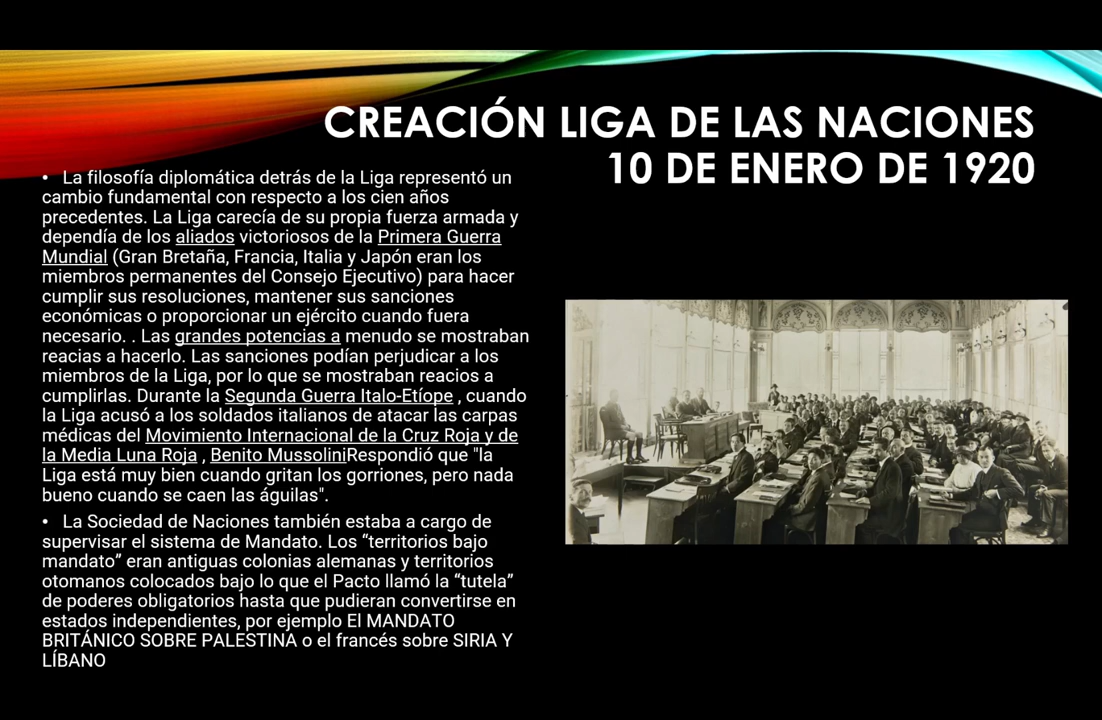 CREACIÓN LIGA DE LAS NACIONES
10 DE ENERO DE 1920
• La filosofía diplomática detrás de la Liga representó un
cambio fundamental con respecto a los cien años
precedentes. La Liga carecía de su propia fuerza armada y
dependía de los aliados victoriosos de la Primera Guerra
Mundial (Gran Bretaña, Francia, Italia y Japón eran los
miembros permanentes del Consejo Ejecutivo) para hacer
cumplir sus resoluciones, mantener sus sanciones
económicas o proporcionar un ejército cuando fuera
necesario. . Las grandes potencias a menudo se mostraban
reacias a hacerlo. Las sanciones podían perjudicar a los
miembros de la Liga, por lo que se mostraban reacios a
cumplirlas. Durante la Segunda Guerra Italo-Etíope , cuando
la Liga acusó a los soldados italianos de atacar las carpas
médicas del Movimiento Internacional de la Cruz Roja y de
la Media Luna Roja , Benito MussoliniRespondió que "la
Liga está muy bien cuando gritan los gorriones, pero nada
bueno cuando se caen las águilas".
• La Sociedad de Naciones también estaba a cargo de
supervisar el sistema de Mandato. Los “territorios bajo
mandato” eran antiguas colonias alemanas y territorios
otomanos colocados bajo lo que el Pacto llamó la “tutela”
de poderes obligatorios hasta que pudieran convertirse en
estados independientes, por ejemplo El MANDATO
BRITÁNICO SOBRE PALESTINA o el francés sobre SIRIA Y
LÍBANO